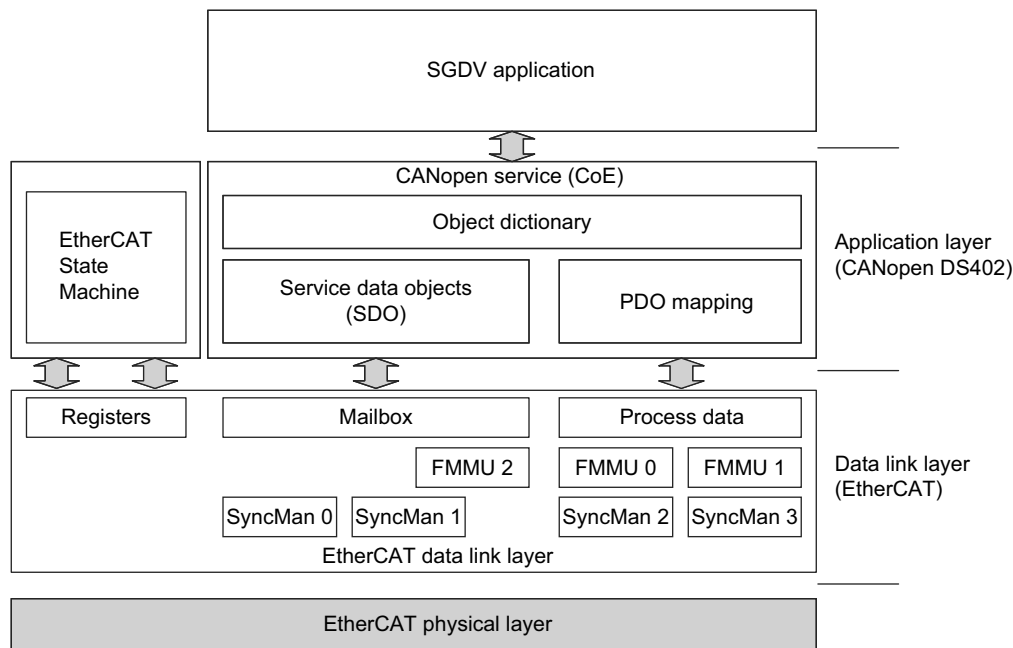 SGDV application
CANopen service (CoE)
Object dictionary
EtherCAT
State
Machine
Service data objects
(SDO)
PDO mapping
Application layer
(CANopen DS402)
Registers
Mailbox
Process data
FMMU 2
FMMU 0
FMMU 1
Data link layer
(EtherCAT)
SyncMan 0
SyncMan 1
SyncMan 2
SyncMan 3
EtherCAT data link layer
EtherCAT physical layer